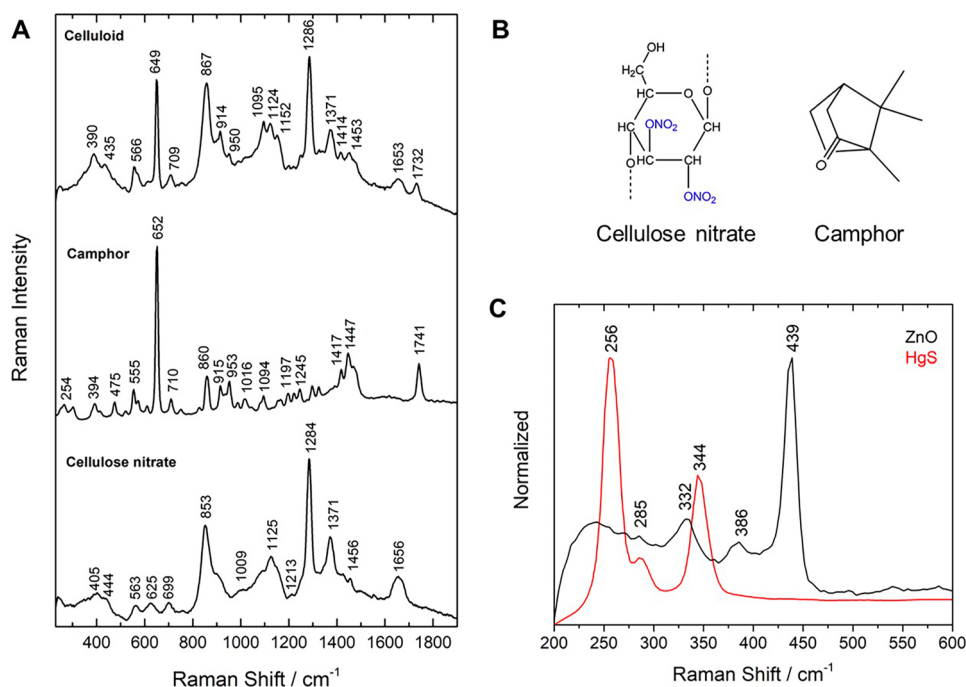 A
Raman Intensity
Celluloid
390
435
566
649
709
867
914
950
1095
1124
1152
1286
1371
1414
1453
1653
1732
Camphor
254
394
475
555
652
710
860
915
953
1016
1094
1197
1245
1417
1447
1741
Cellulose nitrate
405
444
563
625
699
853
1009
1125
1213
1284
1371
1456
1656
400 600 800 1000 1200 1400 1600 1800
Raman Shift / cm⁻¹
B
OH
H₂C
HC
O
O
ONO₂
CH
HC
HC
CH
O
ONO₂
O
Cellulose nitrate
Camphor
C
Normalized
ZnO
HgS
256
285
332
344
386
439
200 250 300 350 400 450 500 550 600
Raman Shift / cm⁻¹